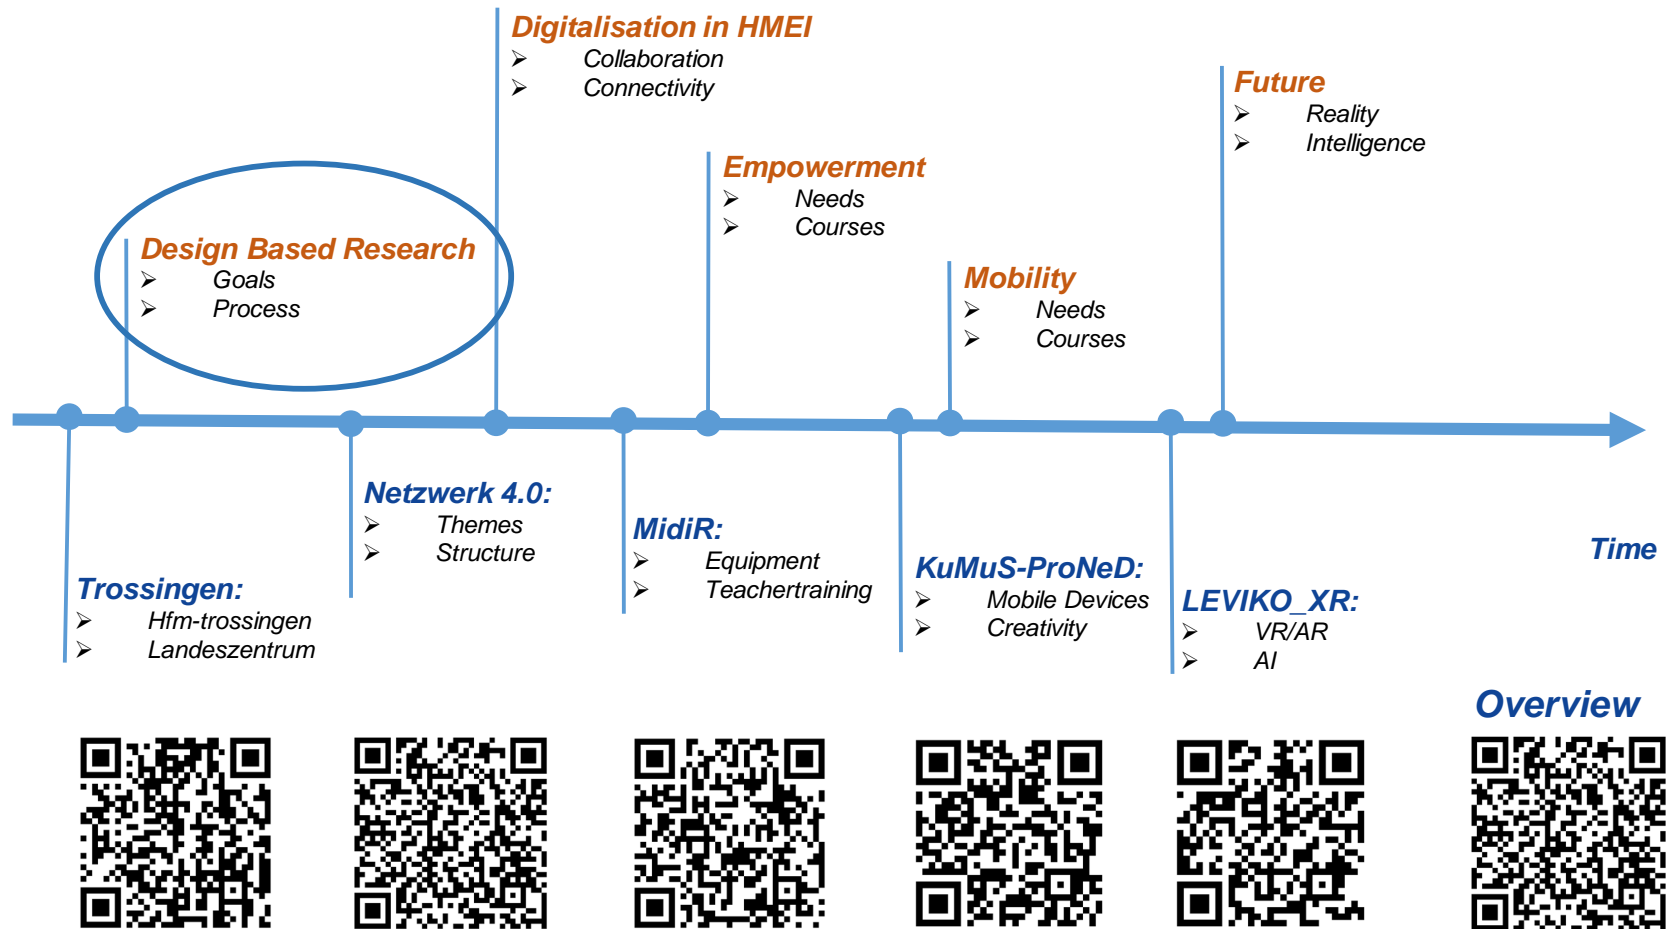 Digitalisation in HMEI
➢ Collaboration
➢ Connectivity
Future
➢ Reality
➢ Intelligence
Empowerment
➢ Needs
➢ Courses
Design Based Research
➢ Goals
➢ Process
Mobility
➢ Needs
➢ Courses
Netzwerk 4.0:
➢ Themes
➢ Structure
MidiR:
➢ Equipment
➢ Teachertraining
Time
KuMuS-ProNeD:
➢ Mobile Devices
➢ Creativity
Trossingen:
➢ Hfm-trossingen
➢ Landeszentrum
LEVIKO_XR:
➢ VR/AR
➢ AI
Overview